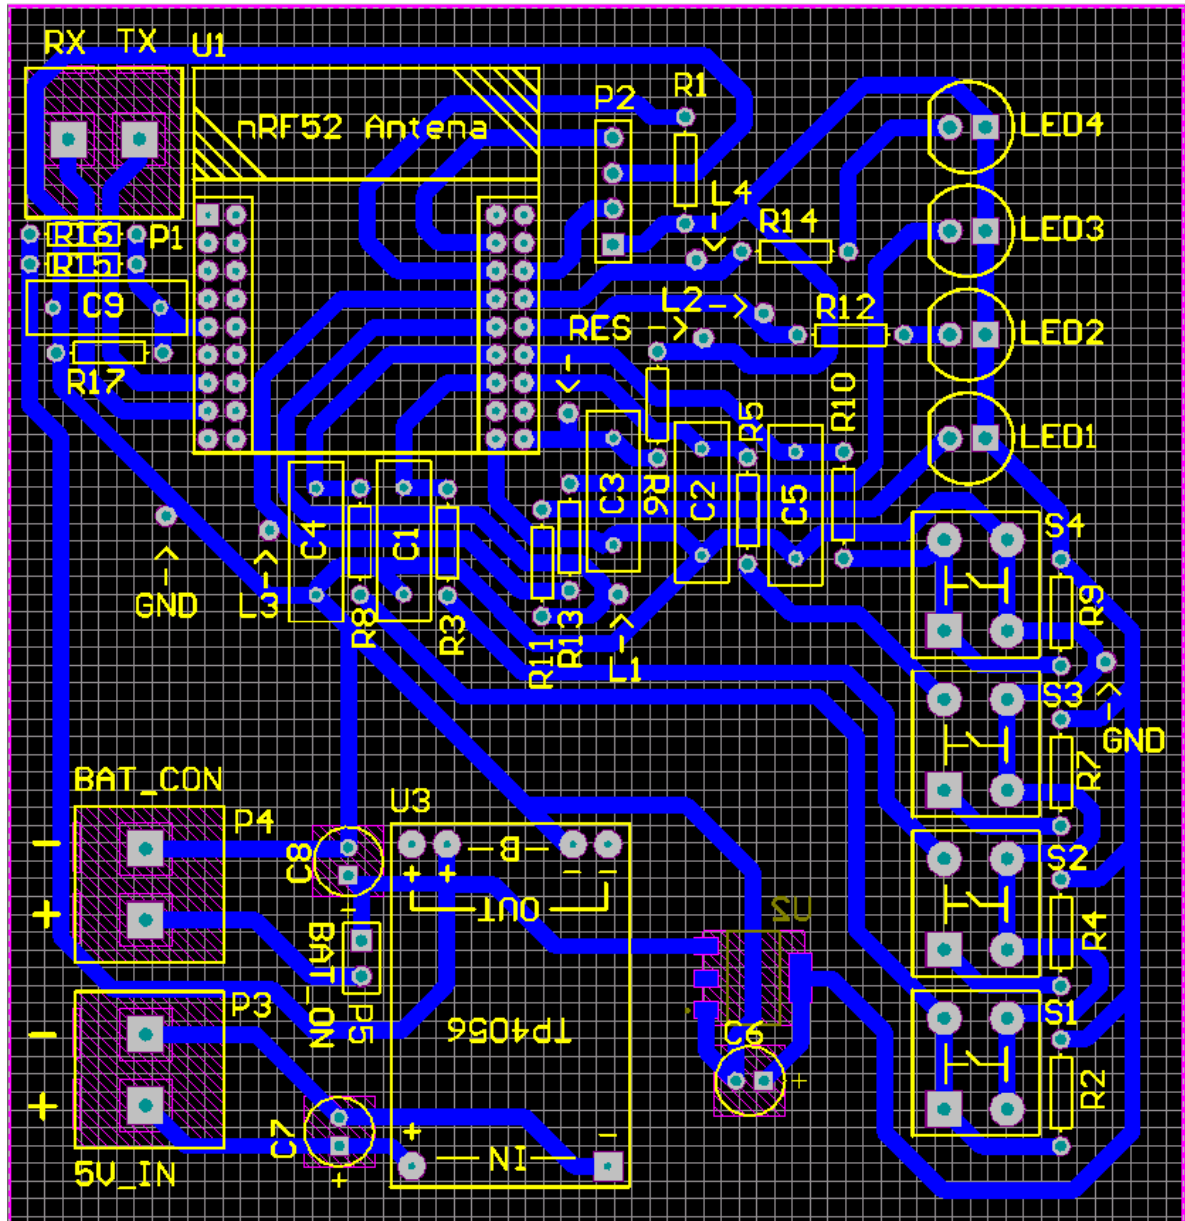 RX TX U1
R1
P2
nRF52 Antena
LED4
L4
R14
R16
P1
LED3
R15
C9
L2->
RES ->
R12
LED2
R17
R10
R5
LED1
C3
R6
C2
C5
C4
C1
S4
->
GND
->
L3
R8
R3
R11
R13
->
L1
R9
S3
->
GND
R7
BAT_CON
U3
P4
-
C8
-B-
S2
+
+ + - -
OUT
U2
R4
-
BAT_ON
P3
P5
-
TP4056
C6
S1
+
+
R2
C7
+
-
-IN-
5V_IN
+